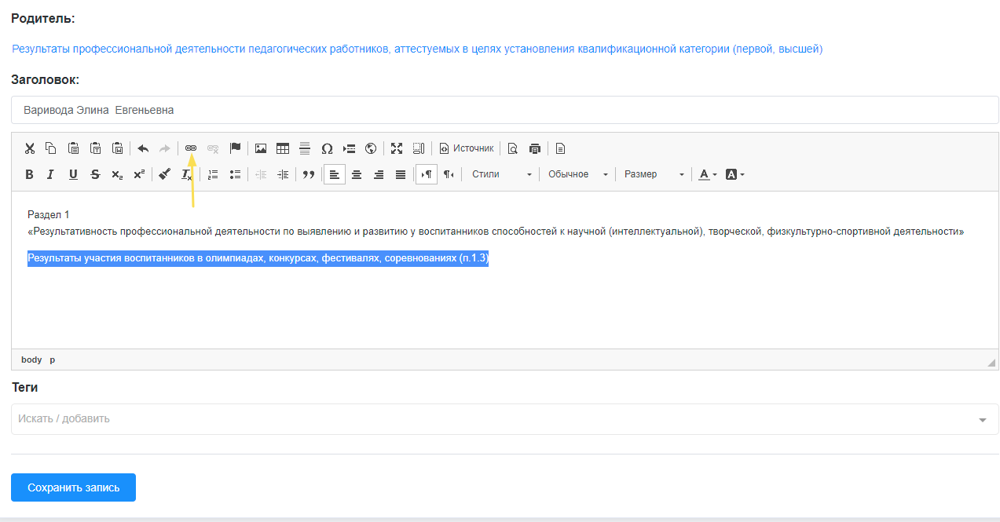 Родитель:
Результаты профессиональной деятельности педагогических работников, аттестуемых в целях установления квалификационной категории (первой, высшей)
Заголовок:
Варивода Элина  Евгеньевна
Источник
Стили Обычное Размер
Раздел 1
«Результативность профессиональной деятельности по выявлению и развитию у воспитанников способностей к научной (интеллектуальной), творческой, физкультурно-спортивной деятельности»
Результаты участия воспитанников в олимпиадах, конкурсах, фестивалях, соревнованиях (п.1.3)
body p
Теги
Искать / добавить
Сохранить запись